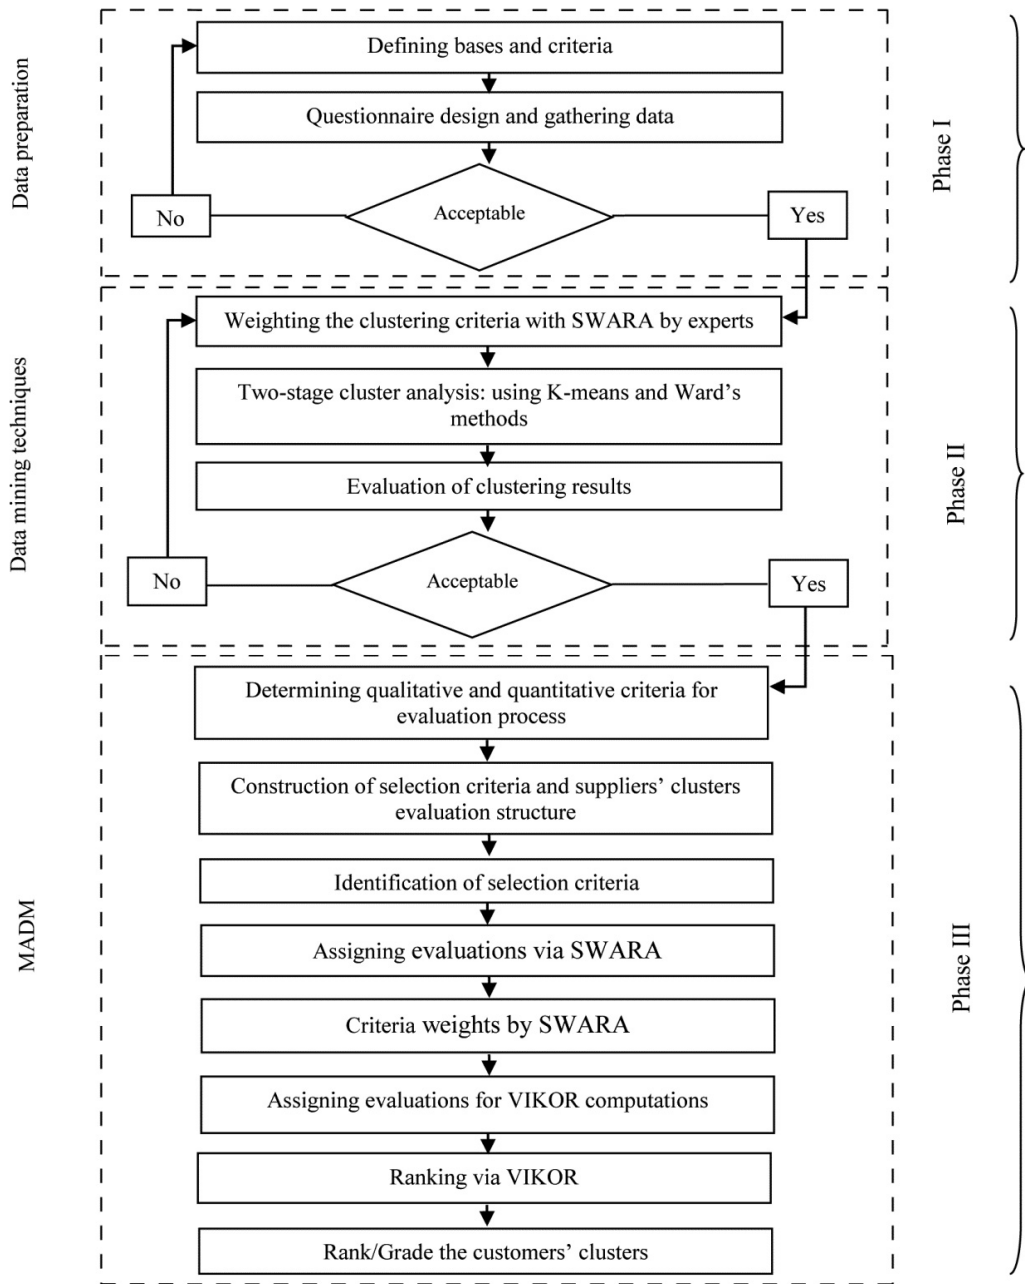 Data preparation
Defining bases and criteria
Questionnaire design and gathering data
Acceptable
No
Yes
Phase I
Data mining techniques
Weighting the clustering criteria with SWARA by experts
Two-stage cluster analysis: using K-means and Ward’s
methods
Evaluation of clustering results
Acceptable
No
Yes
Phase II
MADM
Determining qualitative and quantitative criteria for
evaluation process
Construction of selection criteria and suppliers’ clusters
evaluation structure
Identification of selection criteria
Assigning evaluations via SWARA
Criteria weights by SWARA
Assigning evaluations for VIKOR computations
Ranking via VIKOR
Rank/Grade the customers’ clusters
Phase III